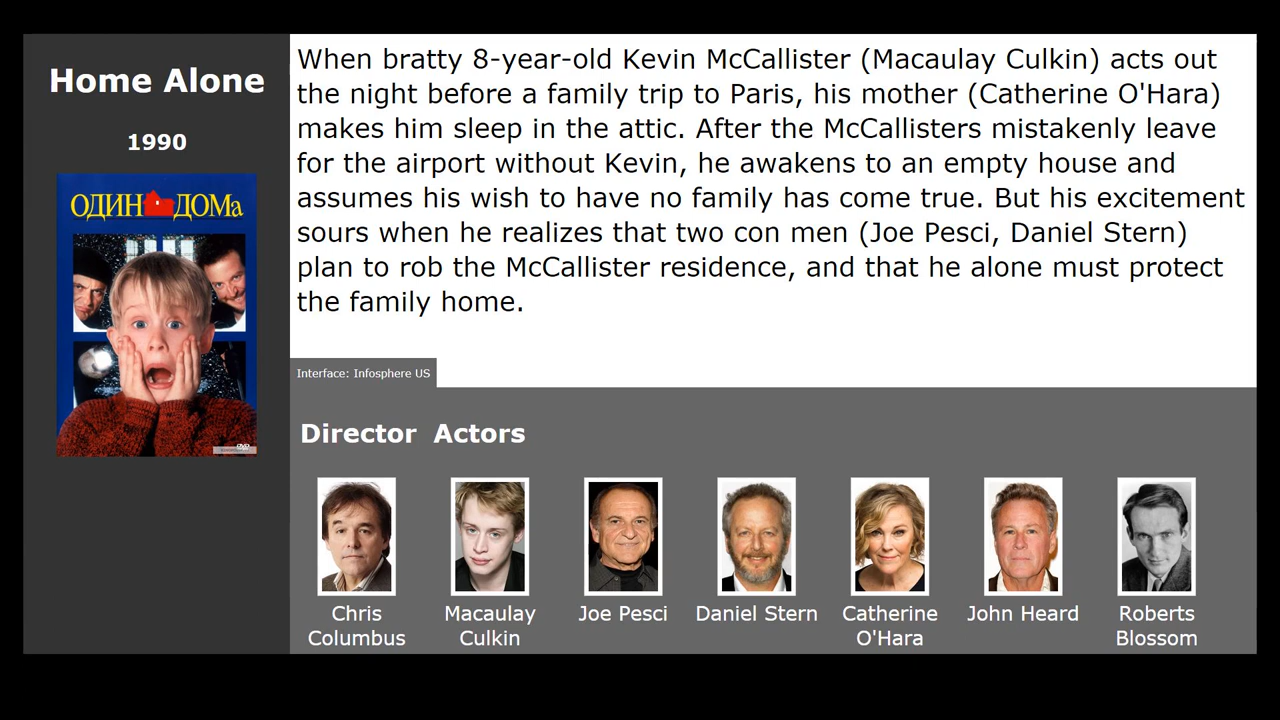 Home Alone
1990
ОДИН ДОМа
DVD
When bratty 8-year-old Kevin McCallister (Macaulay Culkin) acts out
the night before a family trip to Paris, his mother (Catherine O'Hara)
makes him sleep in the attic. After the McCallisters mistakenly leave
for the airport without Kevin, he awakens to an empty house and
assumes his wish to have no family has come true. But his excitement
sours when he realizes that two con men (Joe Pesci, Daniel Stern)
plan to rob the McCallister residence, and that he alone must protect
the family home.
Interface: Infosphere US
Director Actors
Chris
Columbus
Macaulay
Culkin
Joe Pesci
Daniel Stern
Catherine
O'Hara
John Heard
Roberts
Blossom